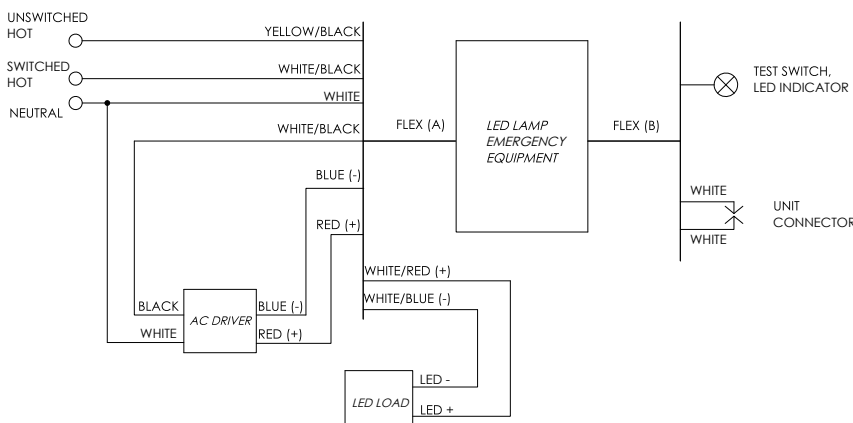 UNSWITCHED
HOT
YELLOW/BLACK
SWITCHED
HOT
WHITE/BLACK
NEUTRAL
WHITE
WHITE/BLACK
FLEX (A)
LED LAMP
EMERGENCY
EQUIPMENT
FLEX (B)
TEST SWITCH,
LED INDICATOR
BLUE (-)
RED (+)
WHITE
WHITE
UNIT
CONNECTOR
WHITE/RED (+)
WHITE/BLUE (-)
BLACK
WHITE
AC DRIVER
BLUE (-)
RED (+)
LED LOAD
LED -
LED +